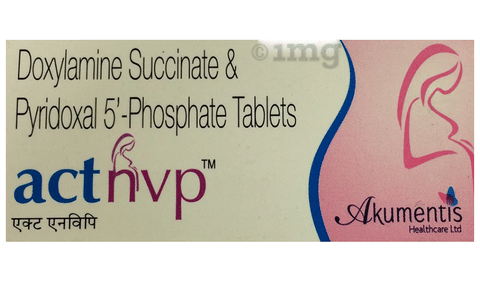 ©1mg
Doxylamine Succinate &
Pyridoxal 5'-Phosphate Tablets
actnvp™
एक्ट एनविपि
Akumentis
Healthcare Ltd